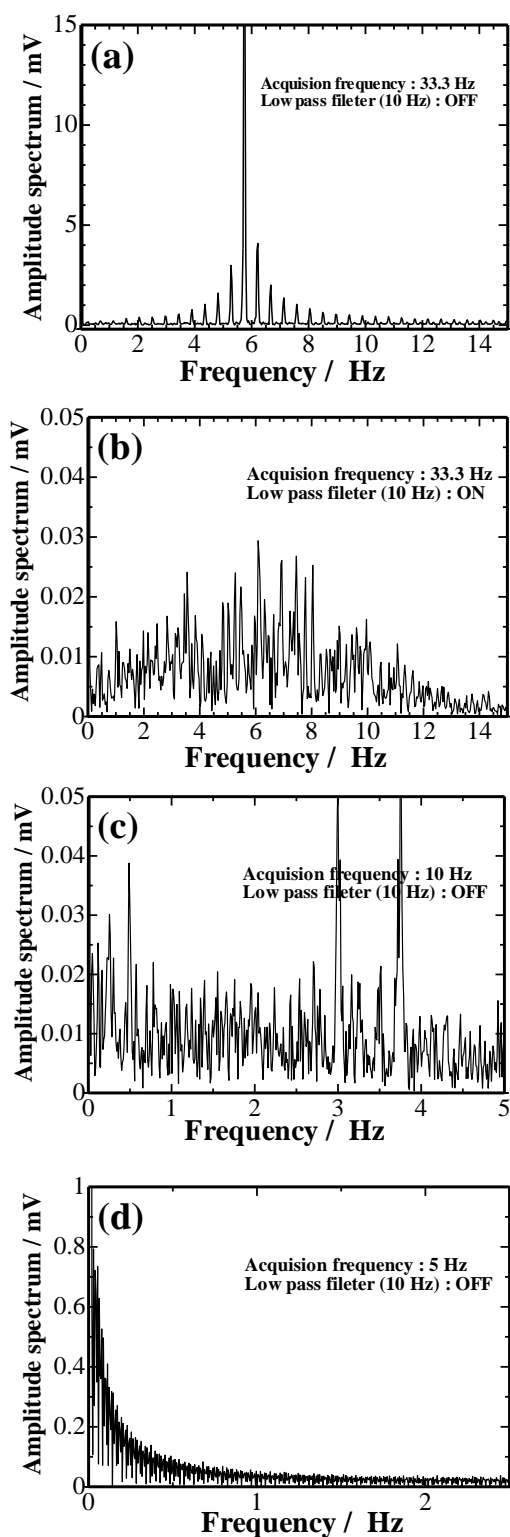 (a)
15
Acquision frequency : 33.3 Hz
Low pass fileter (10 Hz) : OFF
10
5
0
Amplitude spectrum / mV
0 2 4 6 8 10 12 14
Frequency / Hz
(b)
0.05
Acquision frequency : 33.3 Hz
Low pass fileter (10 Hz) : ON
0.04
0.03
0.02
0.01
0
Amplitude spectrum / mV
0 2 4 6 8 10 12 14
Frequency / Hz
(c)
0.05
Acquision frequency : 10 Hz
Low pass fileter (10 Hz) : OFF
0.04
0.03
0.02
0.01
0
Amplitude spectrum / mV
0 1 2 3 4 5
Frequency / Hz
(d)
1
Acquision frequency : 5 Hz
Low pass fileter (10 Hz) : OFF
0.8
0.6
0.4
0.2
0
Amplitude spectrum / mV
0 1 2
Frequency / Hz